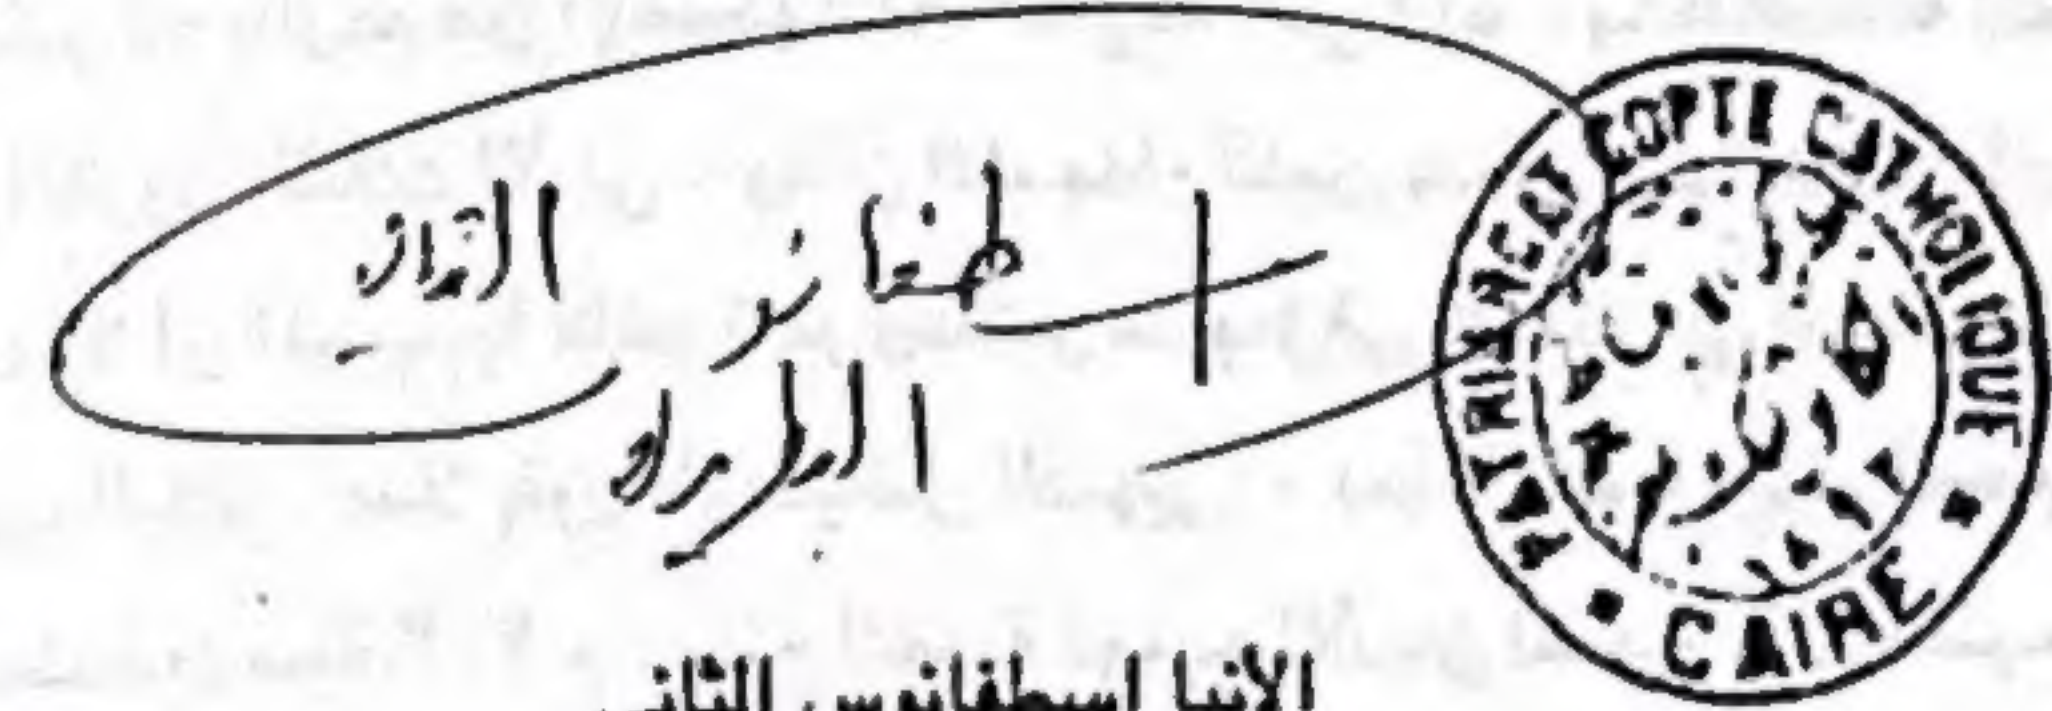 اسطفانوس الثاني
البطريرك
الأنبا اسطفانوس الثاني
PATRIARCAT COPTE CATHOLIQUE
CAIRE